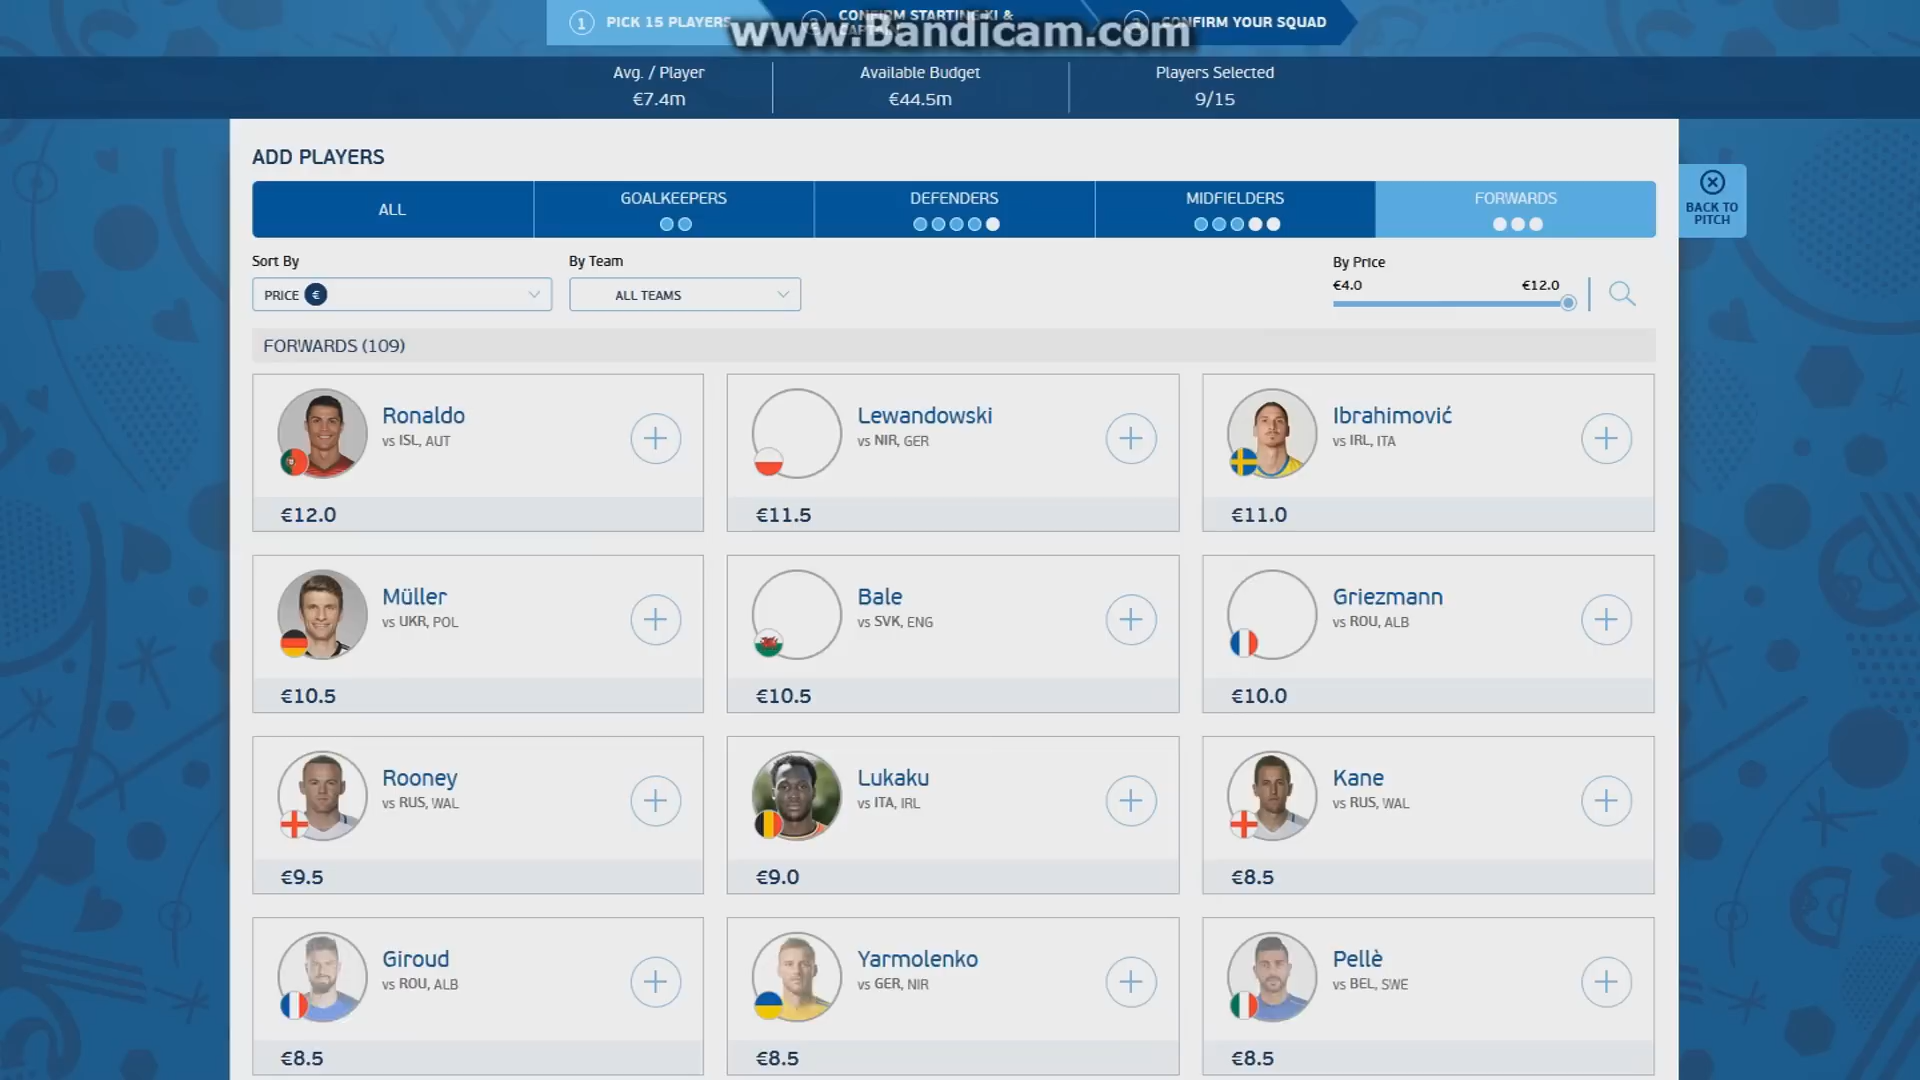 1 PICK 15 PLAYERS
2 CONFIRM STARTING XI &
3 CONFIRM YOUR SQUAD
www.Bandicam.com
Avg. / Player
€7.4m
Available Budget
€44.5m
Players Selected
9/15
ADD PLAYERS
ALL
GOALKEEPERS
DEFENDERS
MIDFIELDERS
FORWARDS
BACK TO
PITCH
Sort By
PRICE €
By Team
ALL TEAMS
By Price
€4.0
€12.0
FORWARDS (109)
Ronaldo
vs ISL, AUT
€12.0
Lewandowski
vs NIR, GER
€11.5
Ibrahimović
vs IRL, ITA
€11.0
Müller
vs UKR, POL
€10.5
Bale
vs SVK, ENG
€10.5
Griezmann
vs ROU, ALB
€10.0
Rooney
vs RUS, WAL
€9.5
Lukaku
vs ITA, IRL
€9.0
Kane
vs RUS, WAL
€8.5
Giroud
vs ROU, ALB
€8.5
Yarmolenko
vs GER, NIR
€8.5
Pellè
vs BEL, SWE
€8.5